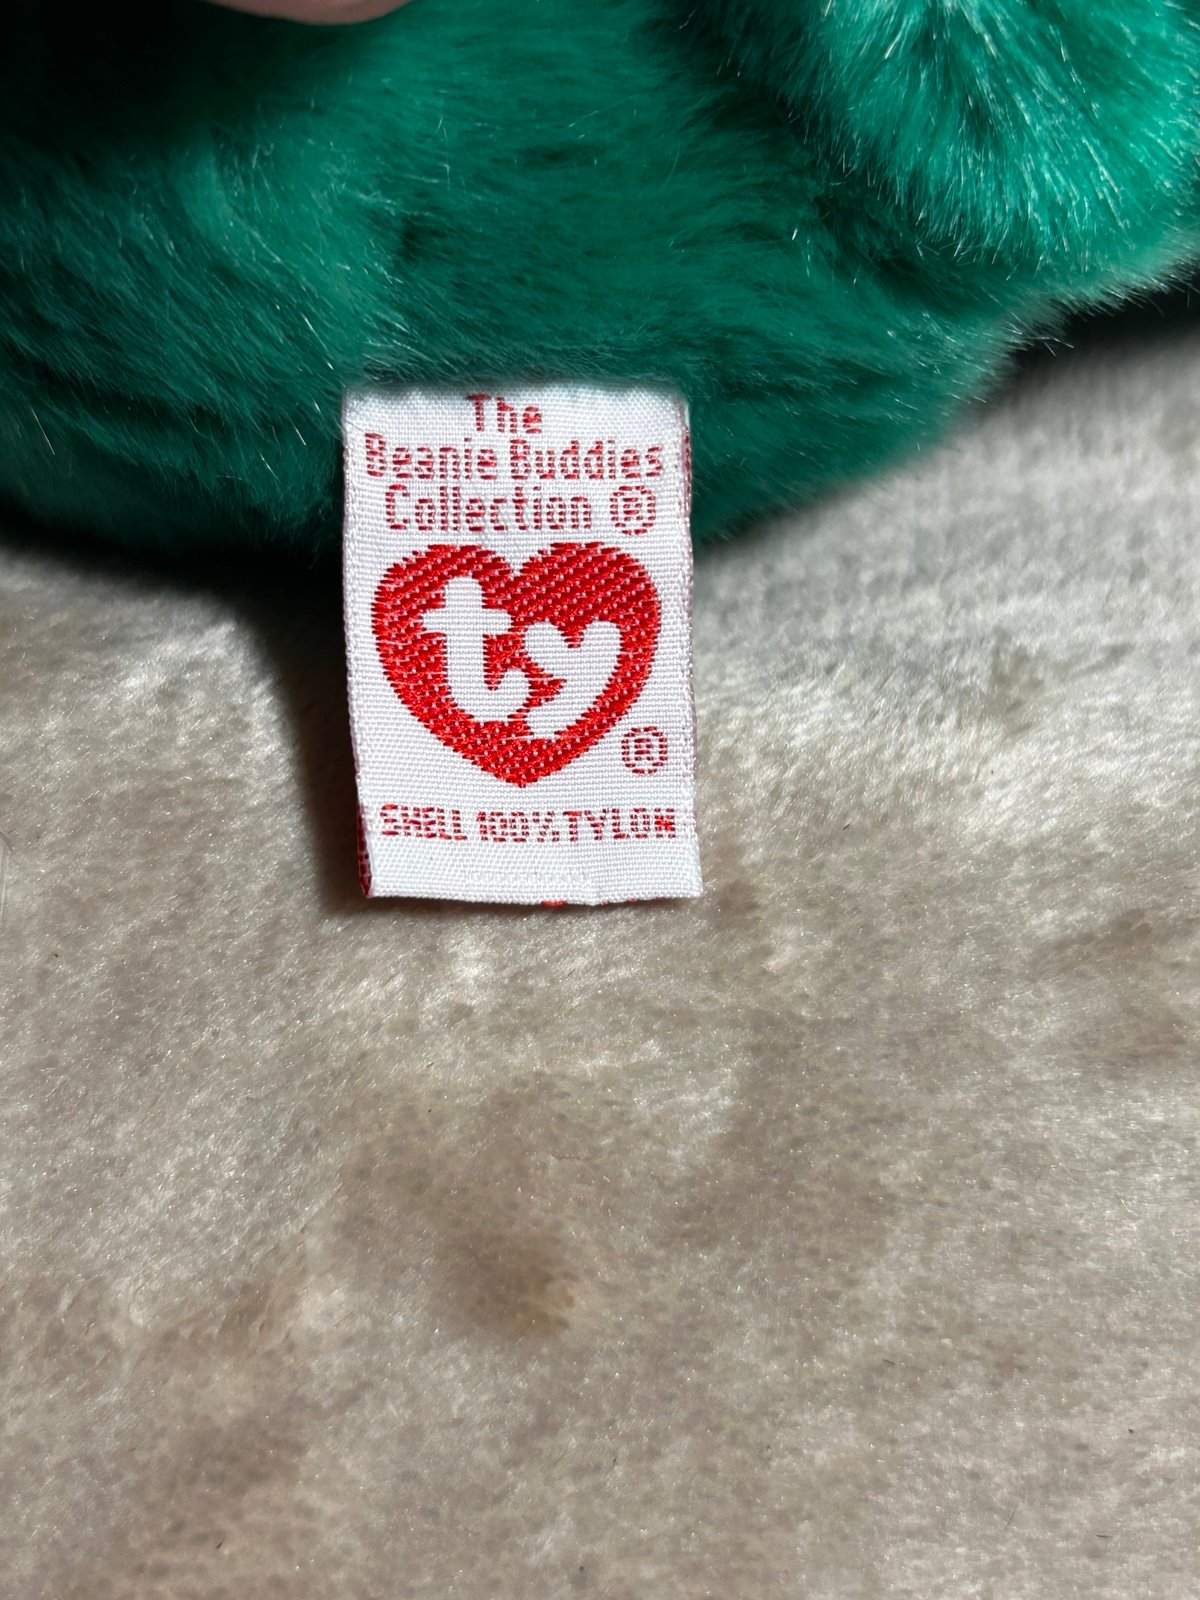 The
Beanie Buddies
Collection ®
ty
®
SHELL 100% TYLON